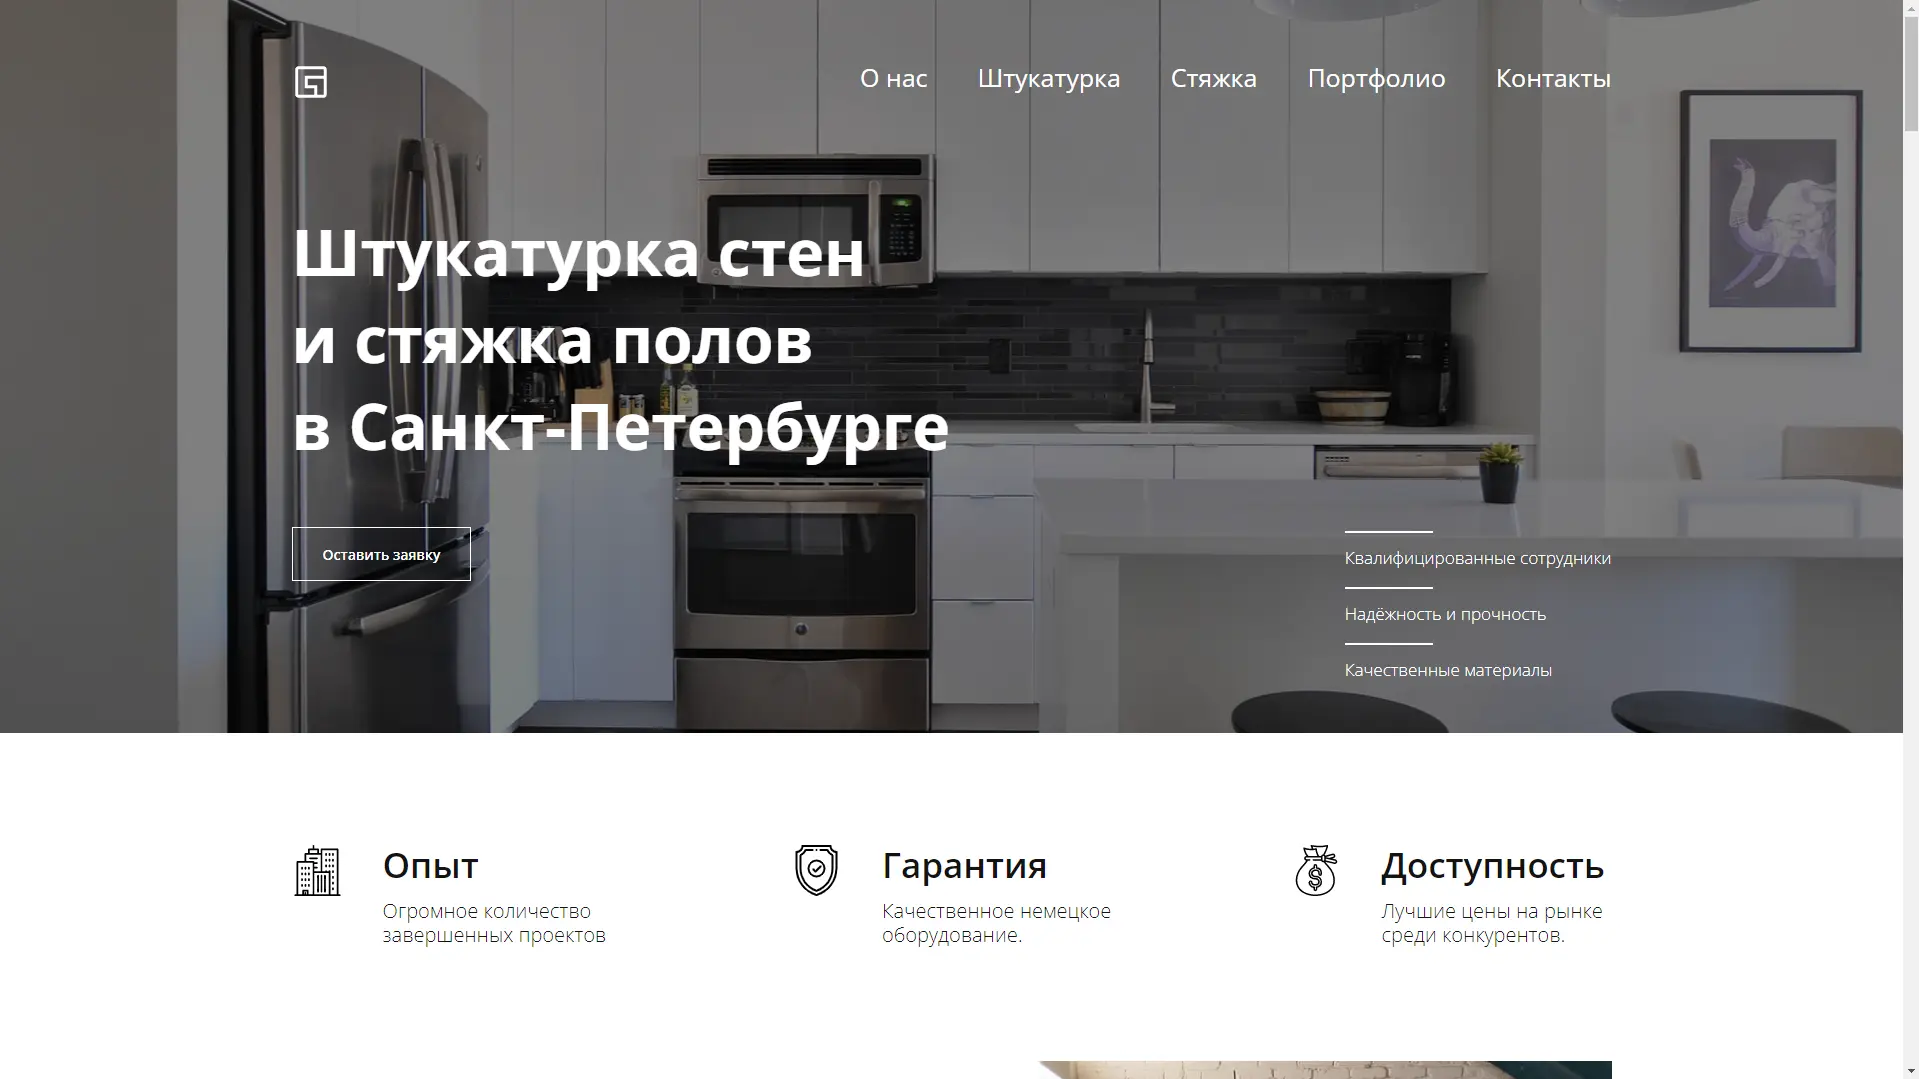 О нас Штукатурка Стяжка Портфолио Контакты
Штукатурка стен
и стяжка полов
в Санкт-Петербурге
Оставить заявку
Квалифицированные сотрудники
Надёжность и прочность
Качественные материалы
Опыт
Огромное количество
завершенных проектов
Гарантия
Качественное немецкое
оборудование.
Доступность
Лучшие цены на рынке
среди конкурентов.